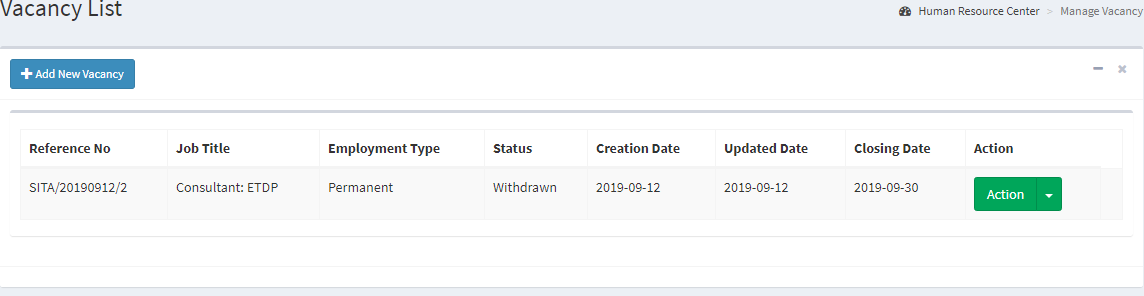 Vacancy List
Human Resource Center > Manage Vacancy
Add New Vacancy
Reference No Job Title Employment Type Status Creation Date Updated Date Closing Date Action
SITA/20190912/2 Consultant: ETDP Permanent Withdrawn 2019-09-12 2019-09-12 2019-09-30 Action